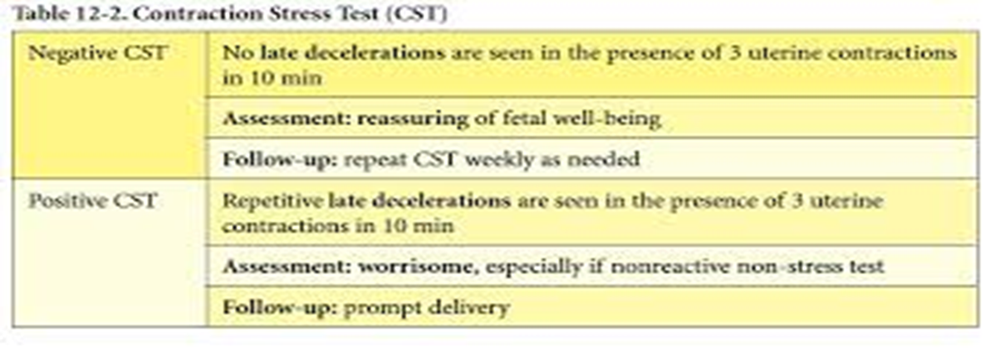 Table 12-2. Contraction Stress Test (CST)
Negative CST
No late decelerations are seen in the presence of 3 uterine contractions
in 10 min
Assessment: reassuring of fetal well-being
Follow-up: repeat CST weekly as needed
Positive CST
Repetitive late decelerations are seen in the presence of 3 uterine
contractions in 10 min
Assessment: worrisome, especially if nonreactive non-stress test
Follow-up: prompt delivery